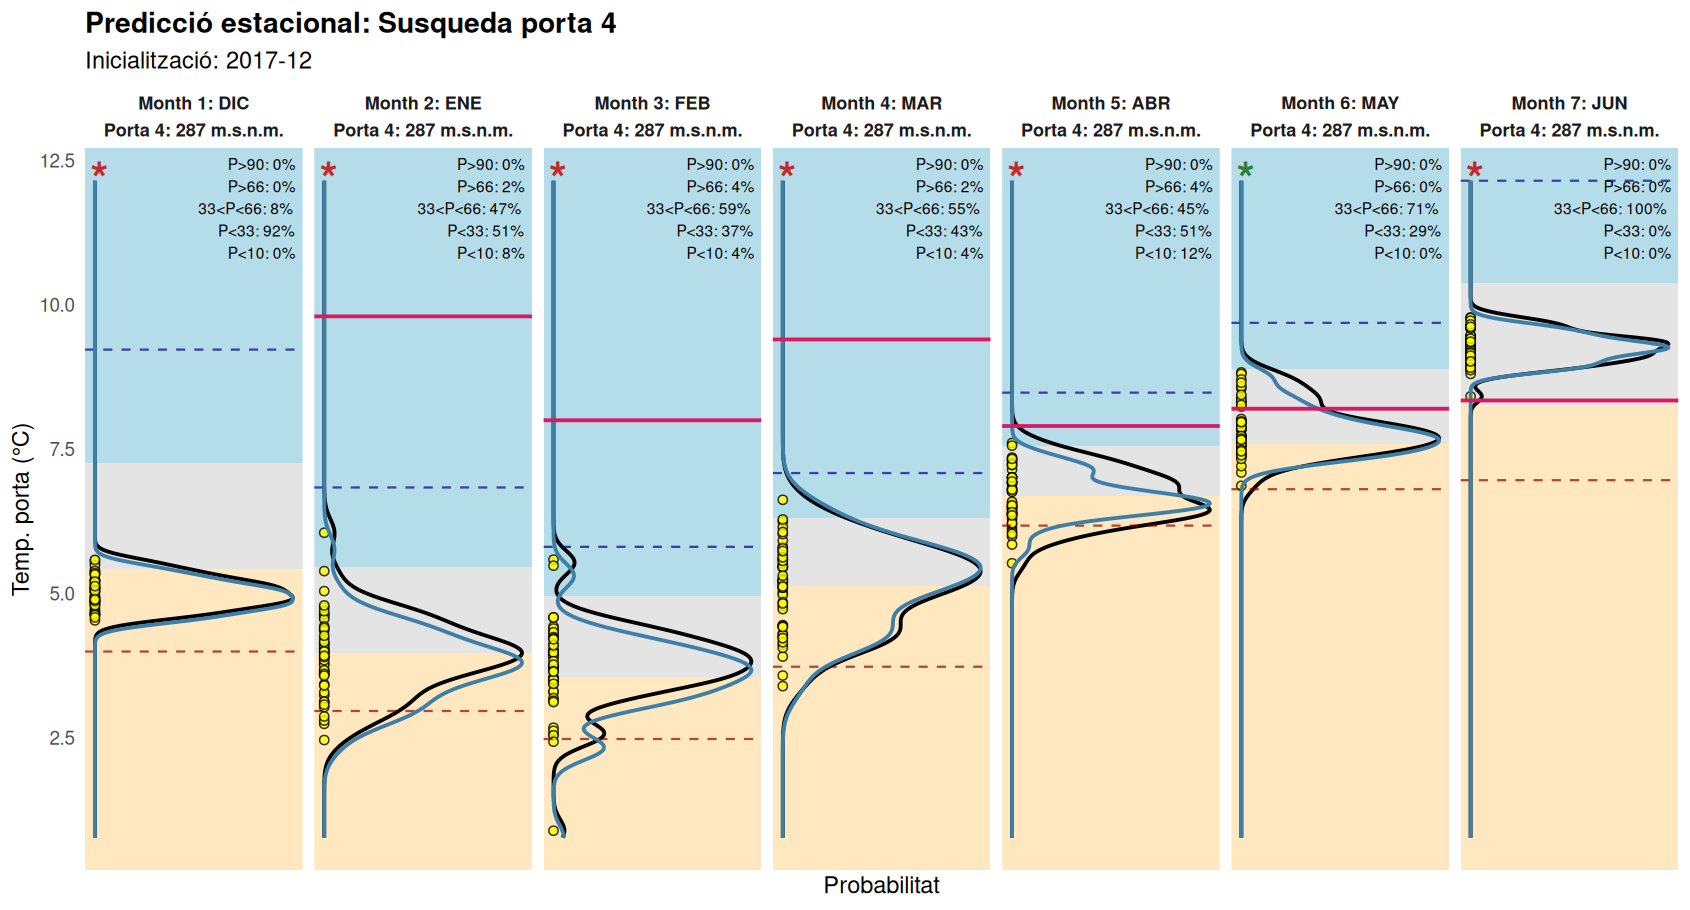 Predicció estacional: Susqueda porta 4
Inicialització: 2017-12
Month 1: DIC
Porta 4: 287 m.s.n.m.
Month 2: ENE
Porta 4: 287 m.s.n.m.
Month 3: FEB
Porta 4: 287 m.s.n.m.
Month 4: MAR
Porta 4: 287 m.s.n.m.
Month 5: ABR
Porta 4: 287 m.s.n.m.
Month 6: MAY
Porta 4: 287 m.s.n.m.
Month 7: JUN
Porta 4: 287 m.s.n.m.
Temp. porta (°C)
12.5
10.0
7.5
5.0
2.5
*
P>90: 0%
P>66: 0%
33<P<66: 8%
P<33: 92%
P<10: 0%
*
P>90: 0%
P>66: 2%
33<P<66: 47%
P<33: 51%
P<10: 8%
*
P>90: 0%
P>66: 4%
33<P<66: 59%
P<33: 37%
P<10: 4%
*
P>90: 0%
P>66: 2%
33<P<66: 55%
P<33: 43%
P<10: 4%
*
P>90: 0%
P>66: 4%
33<P<66: 45%
P<33: 51%
P<10: 12%
*
P>90: 0%
P>66: 0%
33<P<66: 71%
P<33: 29%
P<10: 0%
*
P>90: 0%
P>66: 0%
33<P<66: 100%
P<33: 0%
P<10: 0%
Probabilitat